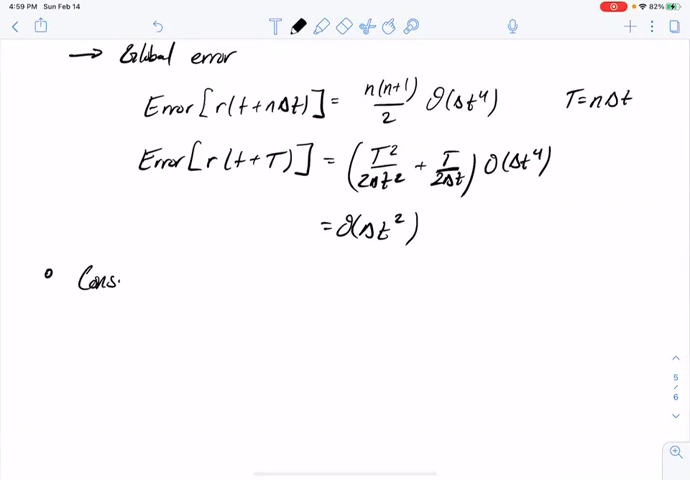 4:59 PM Sun Feb 14
82%
→ Global error
Error[r(t+nΔt)] = n(n+1)/2 O(Δt⁴) T=nΔt
Error[r(t+T)] = (T²/2Δt² + T/2Δt) O(Δt⁴)
= O(Δt²)
• Cons.
5
/
6